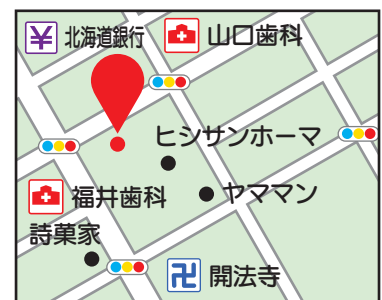 ¥ 北海道銀行
山口歯科
ヒシサンホーマ
福井歯科
ヤママン
詩菓家
卍 開法寺